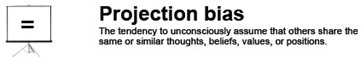 =
Projection bias
The tendency to unconsciously assume that others share the
same or similar thoughts, beliefs, values, or positions.